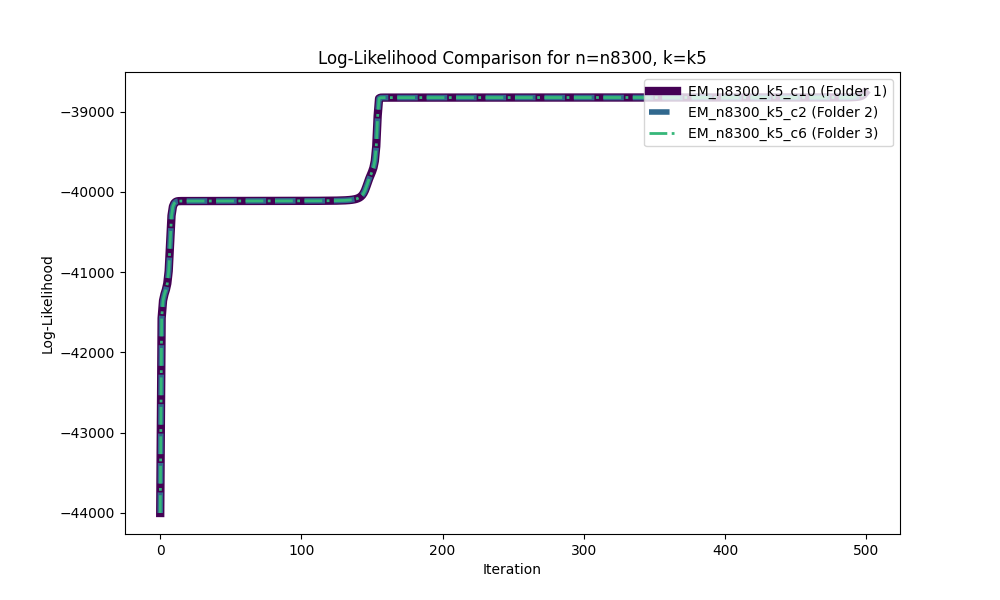 Log-Likelihood Comparison for n=n8300, k=k5
EM_n8300_k5_c10 (Folder 1)
EM_n8300_k5_c2 (Folder 2)
EM_n8300_k5_c6 (Folder 3)
Log-Likelihood
−39000
−40000
−41000
−42000
−43000
−44000
0 100 200 300 400 500
Iteration